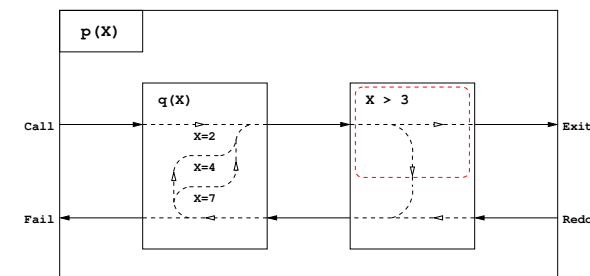 p(X)
q(X)
X > 3
Call
Exit
X=2
X=4
X=7
Fail
Redo